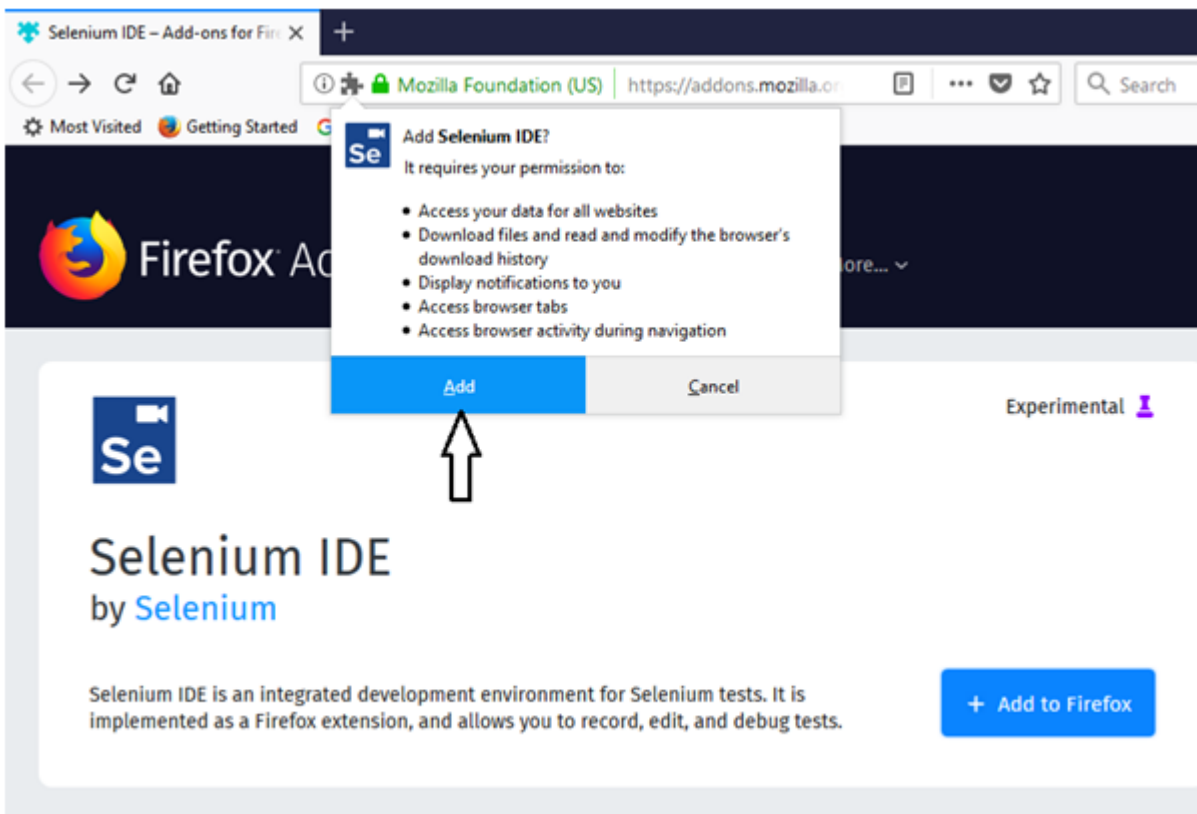 Selenium IDE – Add-ons for Fire
Mozilla Foundation (US) https://addons.mozilla.or
Search
Most Visited Getting Started G
Se
Add Selenium IDE?
It requires your permission to:
• Access your data for all websites
• Download files and read and modify the browser's
download history
• Display notifications to you
• Access browser tabs
• Access browser activity during navigation
Add Cancel
Firefox Ad
ore...
Experimental
Se
Selenium IDE
by Selenium
Selenium IDE is an integrated development environment for Selenium tests. It is
implemented as a Firefox extension, and allows you to record, edit, and debug tests.
+ Add to Firefox